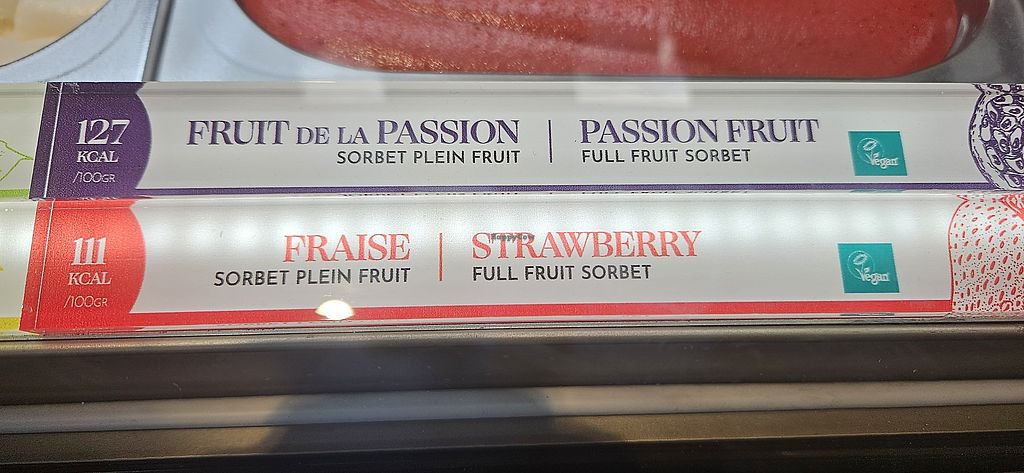 127
KCAL
/100GR
FRUIT DE LA PASSION
SORBET PLEIN FRUIT
PASSION FRUIT
FULL FRUIT SORBET
Vegan
111
KCAL
/100GR
FRAISE
SORBET PLEIN FRUIT
STRAWBERRY
FULL FRUIT SORBET
Vegan
HappyCow